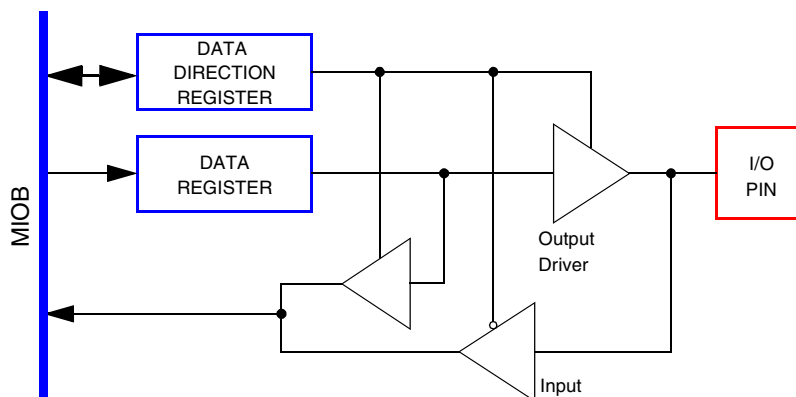 DATA
DIRECTION
REGISTER
DATA
REGISTER
I/O
PIN
MIOB
Output
Driver
Input